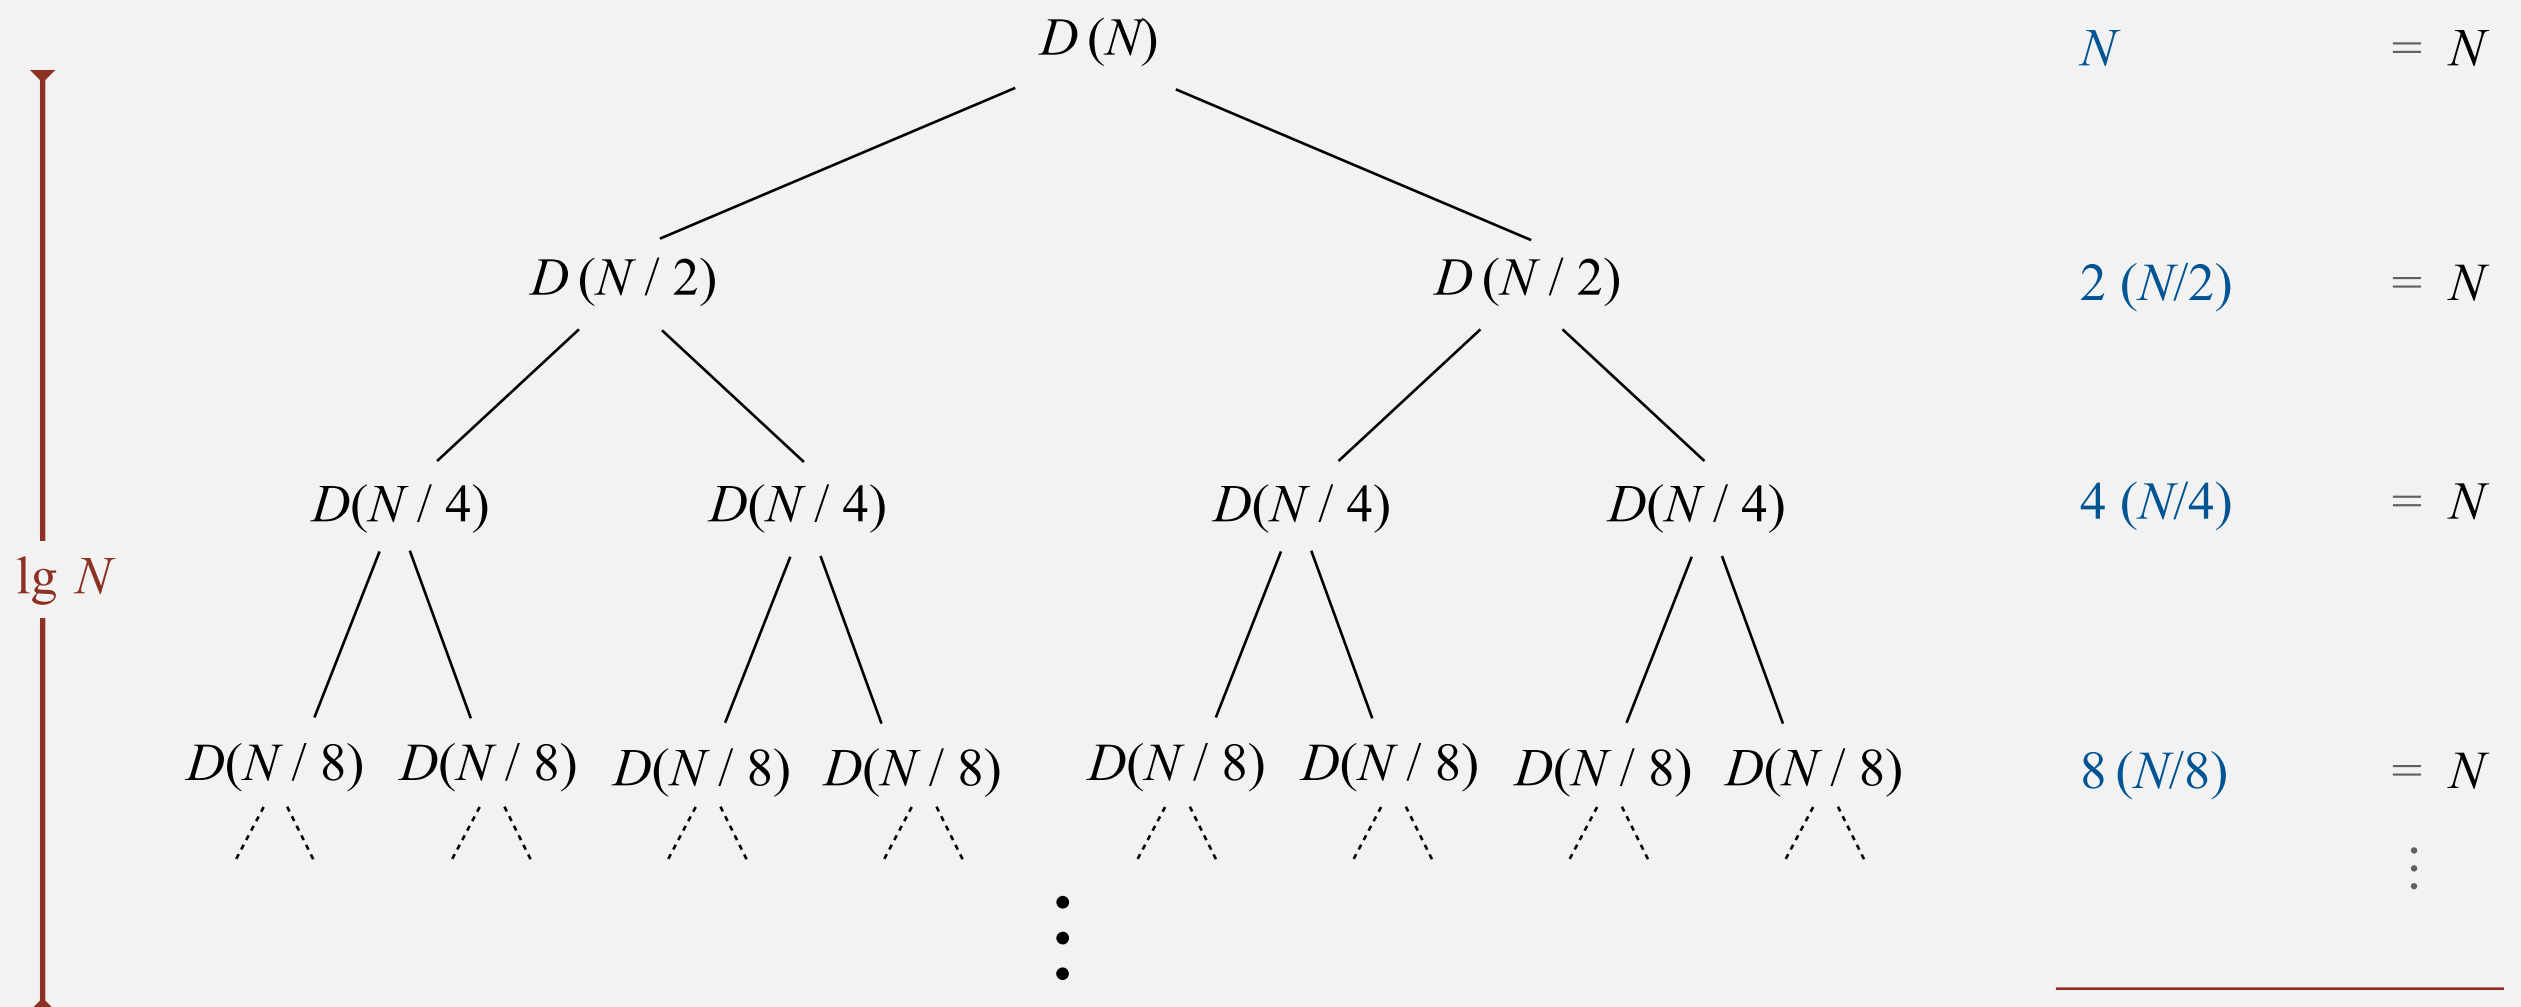 D (N) N = N
D (N / 2) D (N / 2) 2 (N/2) = N
D(N / 4) D(N / 4) D(N / 4) D(N / 4) 4 (N/4) = N
lg N
D(N / 8) D(N / 8) D(N / 8) D(N / 8) D(N / 8) D(N / 8) D(N / 8) D(N / 8) 8 (N/8) = N
⋮
⋮